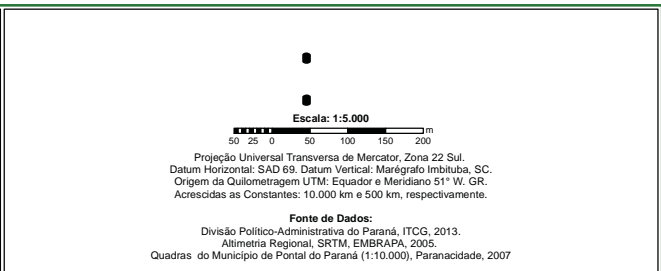 Escala: 1:5.000
m
50 25 0 50 100 150 200
Projeção Universal Transversa de Mercator, Zona 22 Sul.
Datum Horizontal: SAD 69. Datum Vertical: Marégrafo Imbituba, SC.
Origem da Quilometragem UTM: Equador e Meridiano 51° W. GR.
Acrescidas as Constantes: 10.000 km e 500 km, respectivamente.
Fonte de Dados:
Divisão Político-Administrativa do Paraná, ITCG, 2013.
Altimetria Regional, SRTM, EMBRAPA, 2005.
Quadras do Município de Pontal do Paraná (1:10.000), Paranacidade, 2007